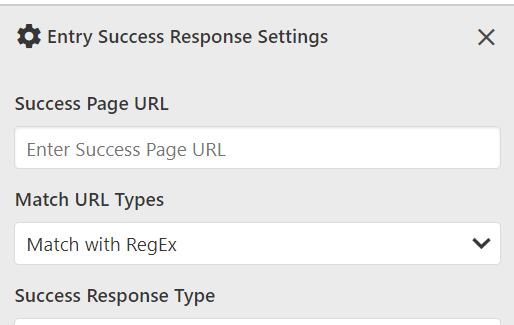 Entry Success Response Settings
Success Page URL
Enter Success Page URL
Match URL Types
Match with RegEx
Success Response Type